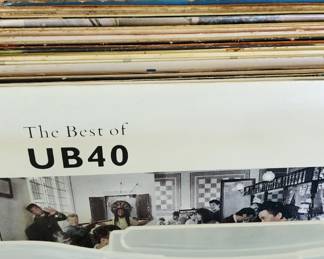 The Best of
UB40